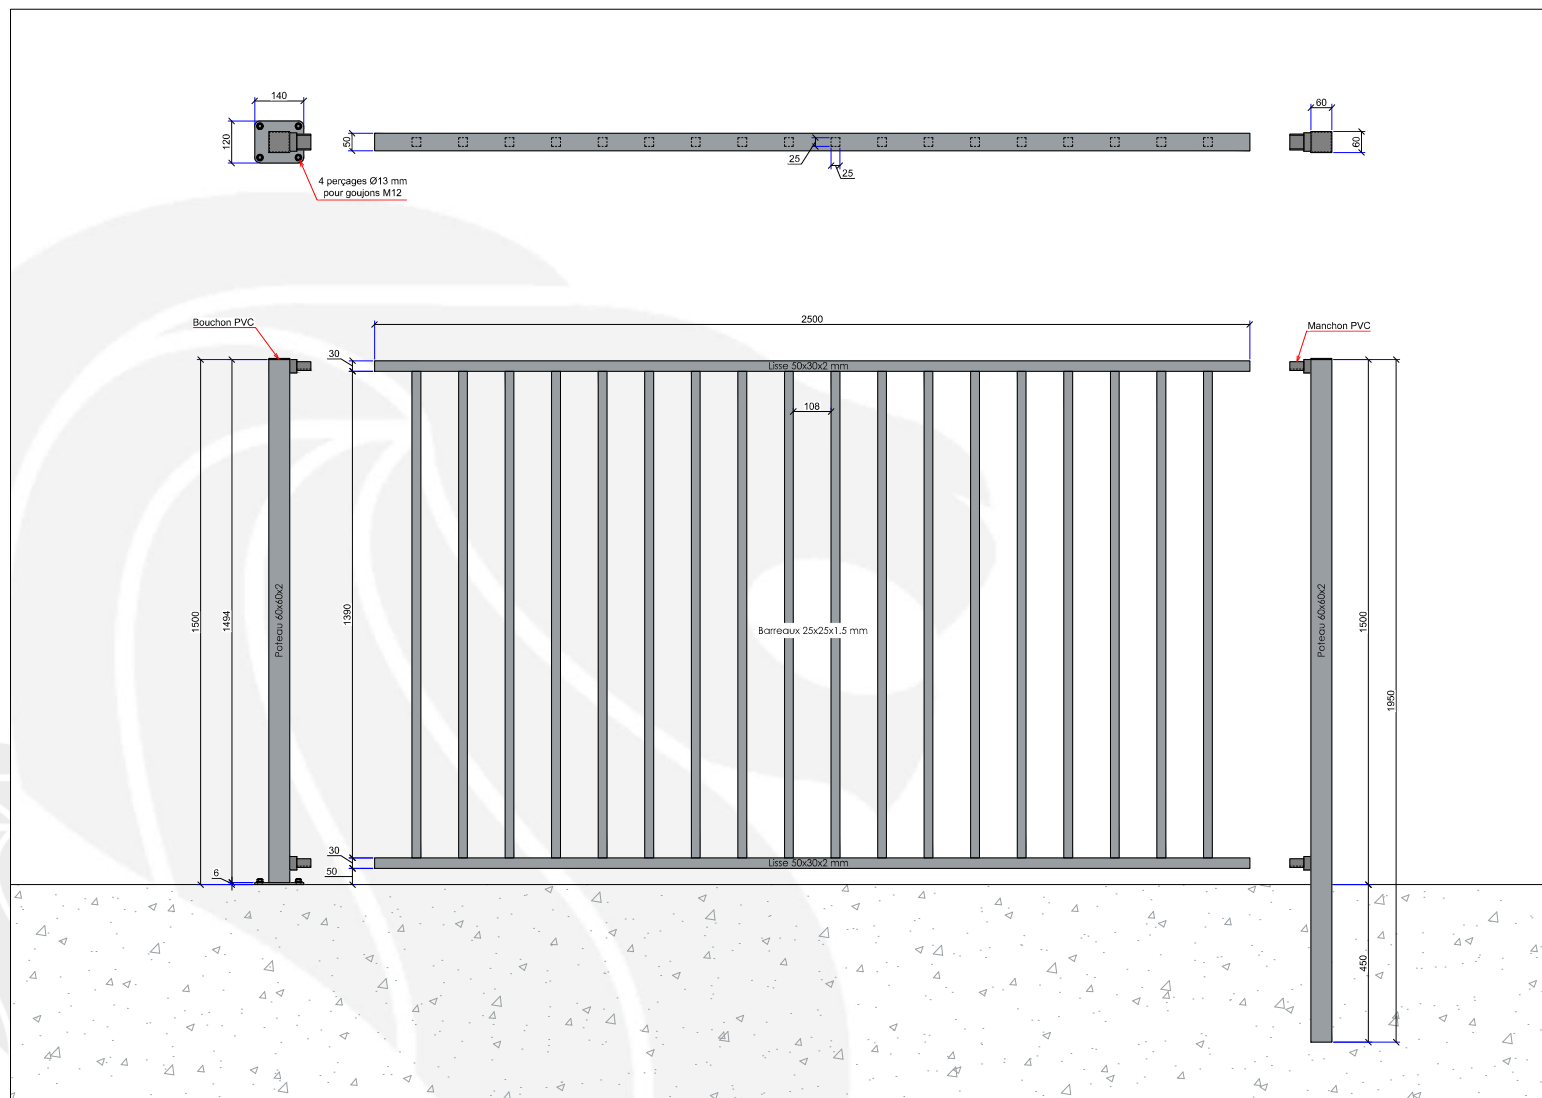 140
60
120
50
60
25
25
4 perçages Ø13 mm
pour goujons M12
Bouchon PVC
2500
Manchon PVC
30
Lisse 50x30x2 mm
108
1500
1494
Poteau 60x60x2
1390
Barreaux 25x25x1.5 mm
Poteau 60x60x2
1500
1950
30
Lisse 50x30x2 mm
6
50
450